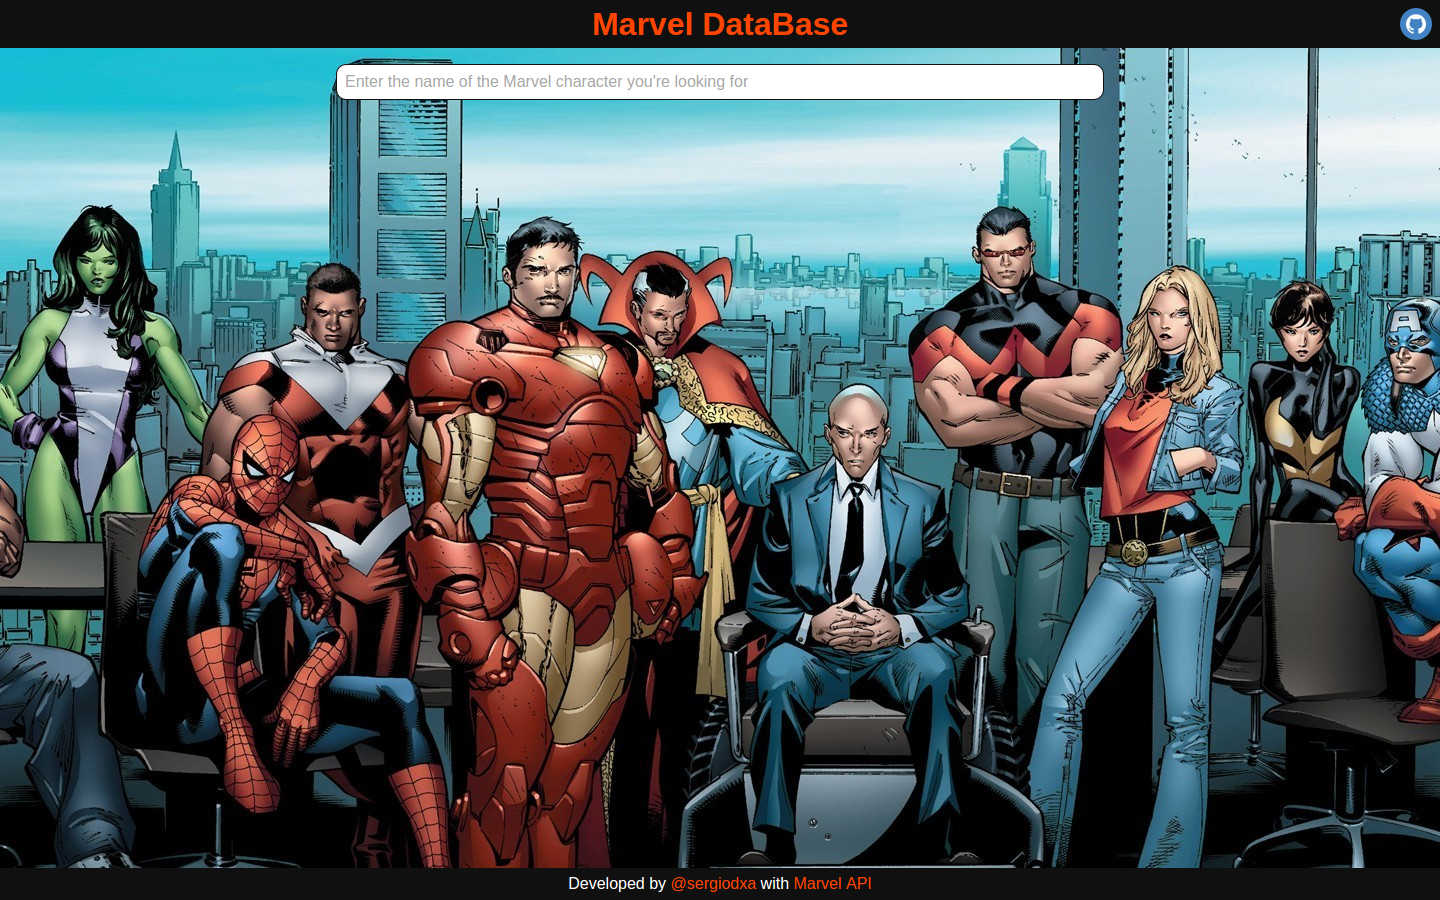 Marvel DataBase
Enter the name of the Marvel character you're looking for
Developed by @sergiodxa with Marvel API